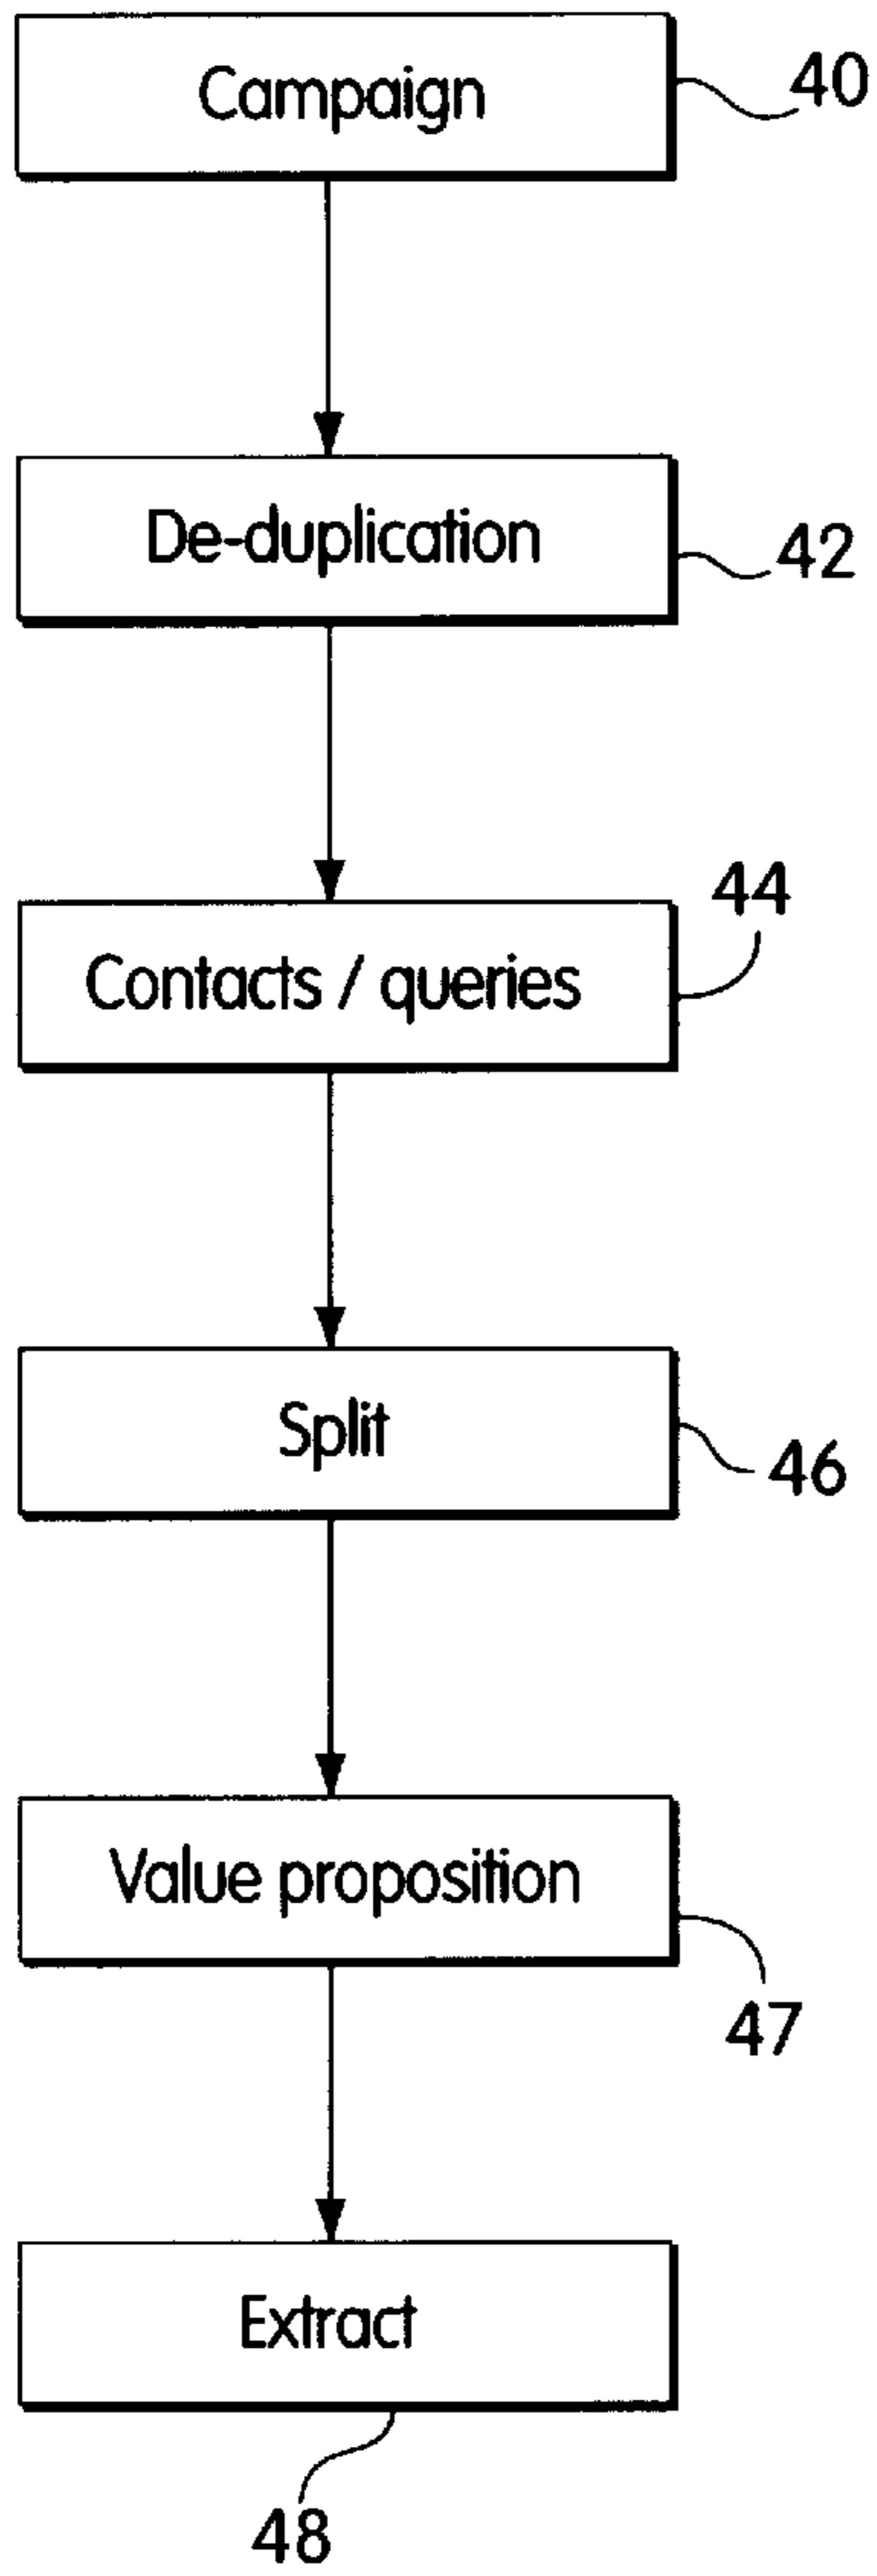 Campaign
40
De-duplication
42
44
Contacts / queries
Split
46
Value proposition
47
Extract
48